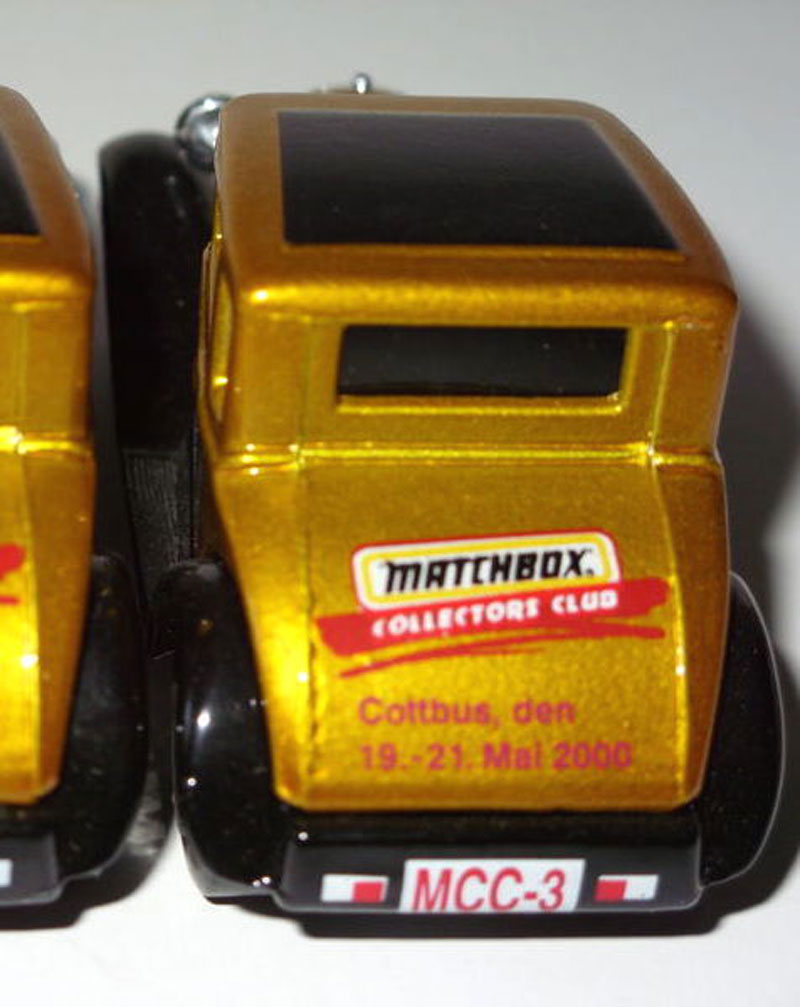 MATCHBOX.
COLLECTORS CLUB
Cottbus, den
19.-21. Mai 2000
MCC-3